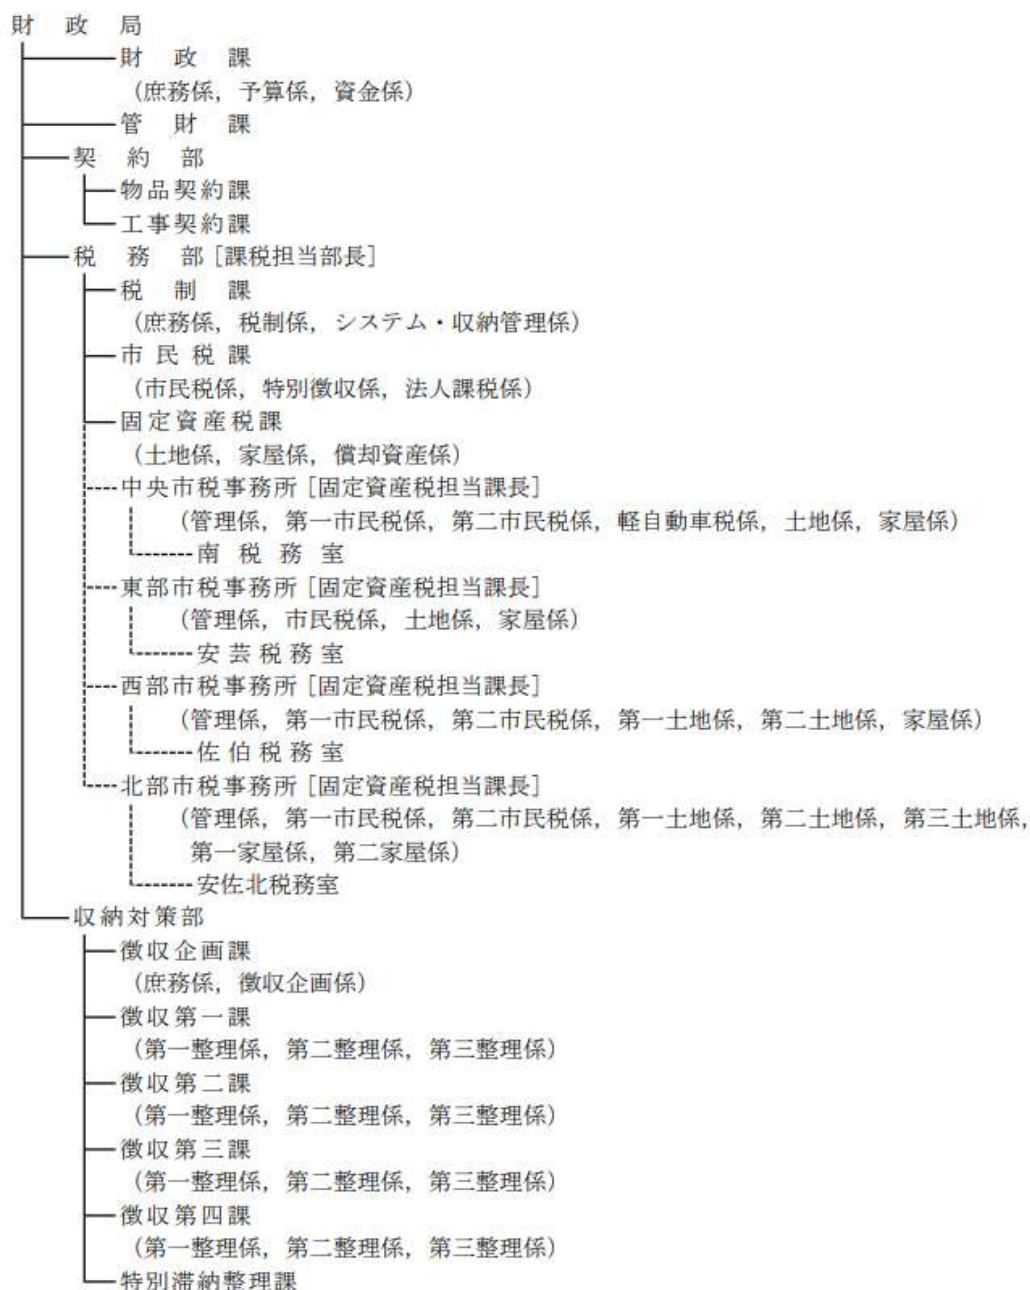 財政局
財政課
(庶務係，予算係，資金係)
管財課
契約部
物品契約課
工事契約課
税務部［課税担当部長］
税制課
(庶務係，税制係，システム・収納管理係)
市民税課
(市民税係，特別徴収係，法人課税係)
固定資産税課
(土地係，家屋係，償却資産係)
中央市税事務所［固定資産税担当課長］
(管理係，第一市民税係，第二市民税係，軽自動車税係，土地係，家屋係)
南税務室
東部市税事務所［固定資産税担当課長］
(管理係，市民税係，土地係，家屋係)
安芸税務室
西部市税事務所［固定資産税担当課長］
(管理係，第一市民税係，第二市民税係，第一土地係，第二土地係，家屋係)
佐伯税務室
北部市税事務所［固定資産税担当課長］
(管理係，第一市民税係，第二市民税係，第一土地係，第二土地係，第三土地係，
第一家屋係，第二家屋係)
安佐北税務室
収納対策部
徴収企画課
(庶務係，徴収企画係)
徴収第一課
(第一整理係，第二整理係，第三整理係)
徴収第二課
(第一整理係，第二整理係，第三整理係)
徴収第三課
(第一整理係，第二整理係，第三整理係)
徴収第四課
(第一整理係，第二整理係，第三整理係)
特別滞納整理課